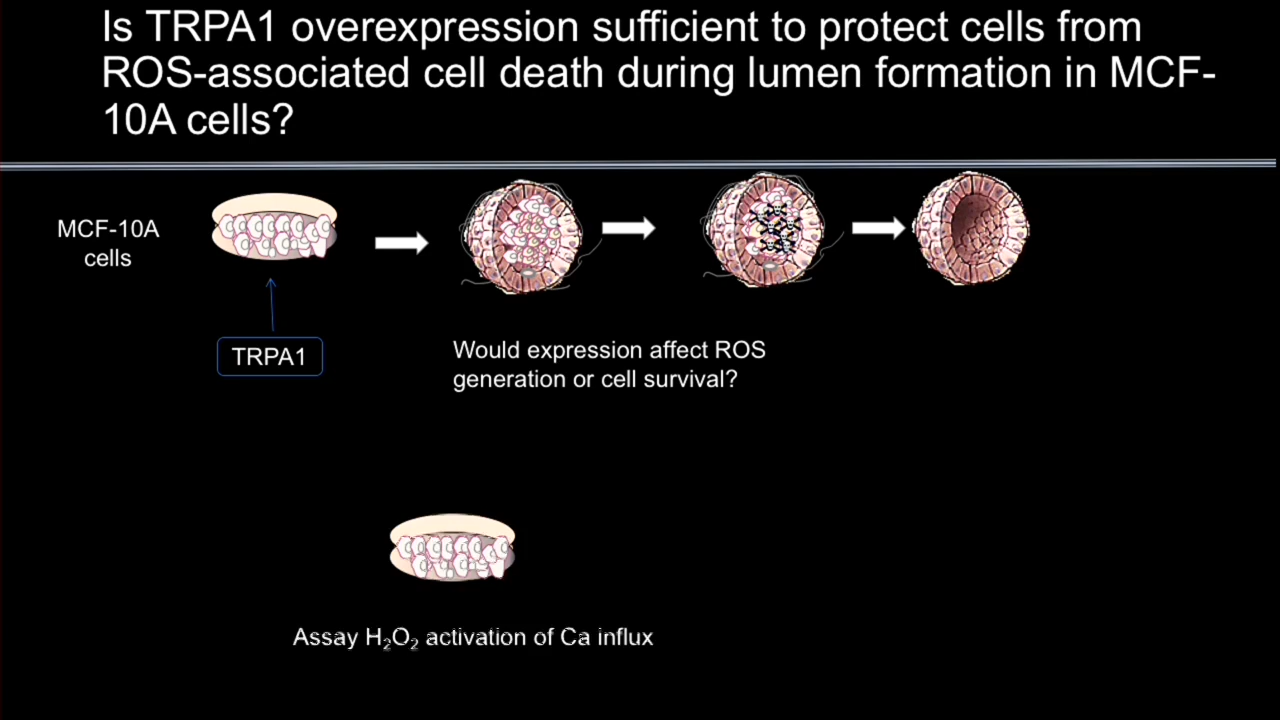 Is TRPA1 overexpression sufficient to protect cells from
ROS-associated cell death during lumen formation in MCF-
10A cells?
MCF-10A
cells
TRPA1
Would expression affect ROS
generation or cell survival?
Assay H₂O₂ activation of Ca influx